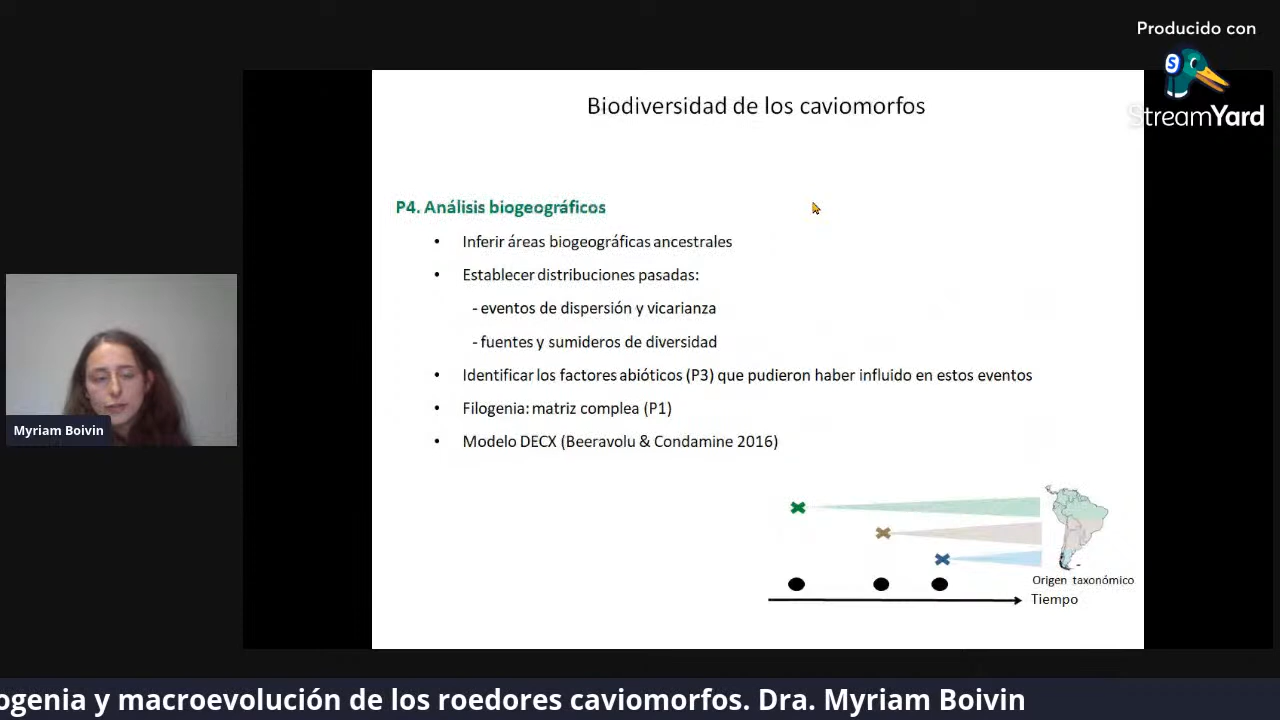 Producido con
StreamYard
Biodiversidad de los caviomorfos
P4. Análisis biogeográficos
• Inferir áreas biogeográficas ancestrales
• Establecer distribuciones pasadas:
- eventos de dispersión y vicarianza
- fuentes y sumideros de diversidad
• Identificar los factores abióticos (P3) que pudieron haber influido en estos eventos
• Filogenia: matriz complea (P1)
• Modelo DECX (Beeravolu & Condamine 2016)
Myriam Boivin
Origen taxonómico
Tiempo
ogenia y macroevolución de los roedores caviomorfos. Dra. Myriam Boivin